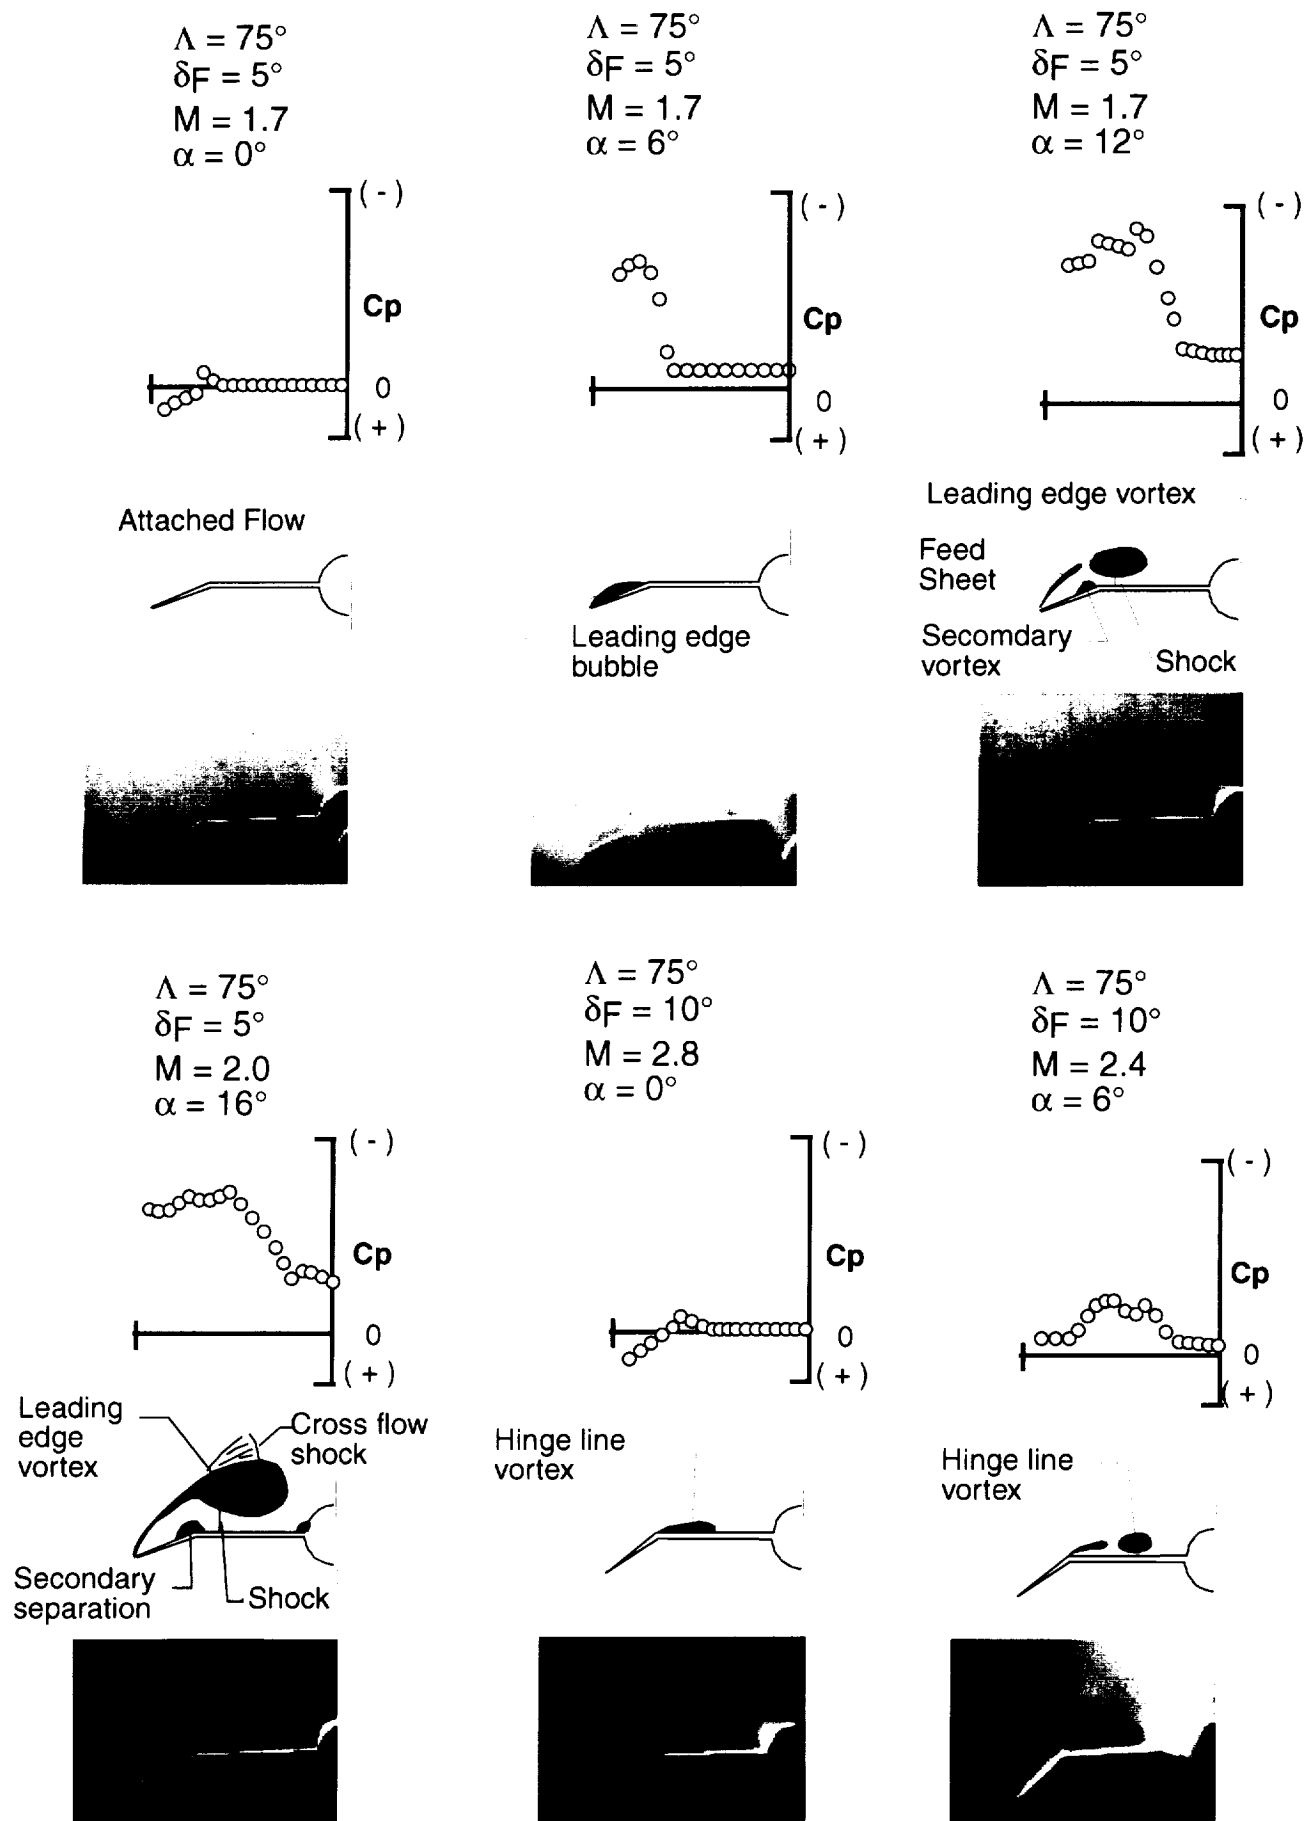 Λ = 75°
δF = 5°
M = 1.7
α = 0°
(-)
Cp
0
(+)
Attached Flow
Λ = 75°
δF = 5°
M = 1.7
α = 6°
(-)
Cp
0
(+)
Leading edge
bubble
Λ = 75°
δF = 5°
M = 1.7
α = 12°
(-)
Cp
0
(+)
Leading edge vortex
Feed
Sheet
Secomdary
vortex
Shock
Λ = 75°
δF = 5°
M = 2.0
α = 16°
(-)
Cp
0
(+)
Leading
edge
vortex
Cross flow
shock
Secondary
separation
Shock
Λ = 75°
δF = 10°
M = 2.8
α = 0°
(-)
Cp
0
(+)
Hinge line
vortex
Λ = 75°
δF = 10°
M = 2.4
α = 6°
(-)
Cp
0
(+)
Hinge line
vortex